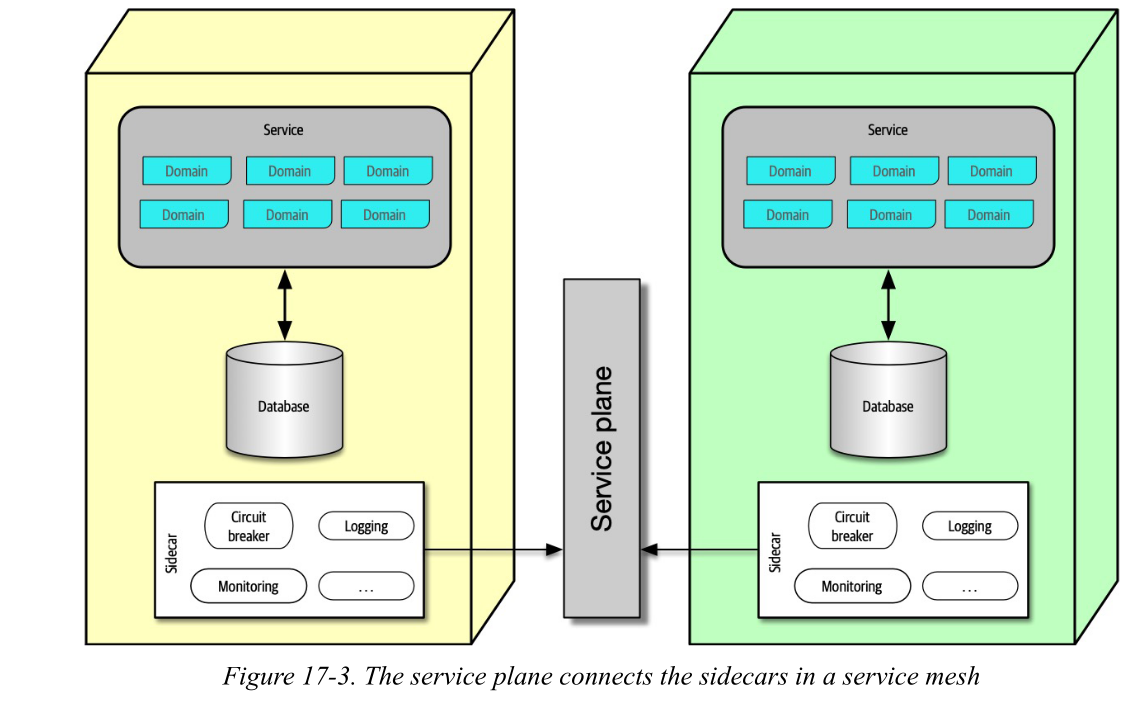 Service
Domain Domain Domain
Domain Domain Domain
Database
Sidecar
Circuit
breaker
Logging
Monitoring
...
Service plane
Service
Domain Domain Domain
Domain Domain Domain
Database
Sidecar
Circuit
breaker
Logging
Monitoring
...
Figure 17-3. The service plane connects the sidecars in a service mesh